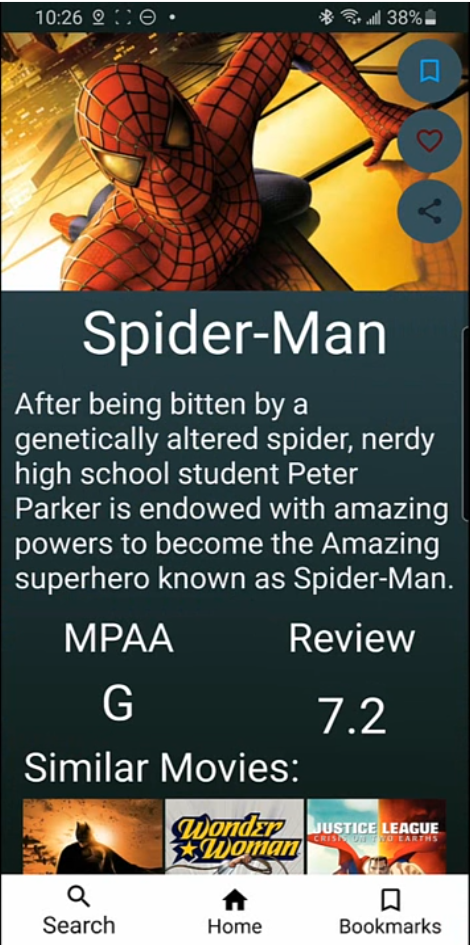 10:26 38%
Spider-Man
After being bitten by a
genetically altered spider, nerdy
high school student Peter
Parker is endowed with amazing
powers to become the Amazing
superhero known as Spider-Man.
MPAA Review
G 7.2
Similar Movies:
Wonder
Woman
JUSTICE LEAGUE
CRISIS ON TWO EARTHS
Search Home Bookmarks